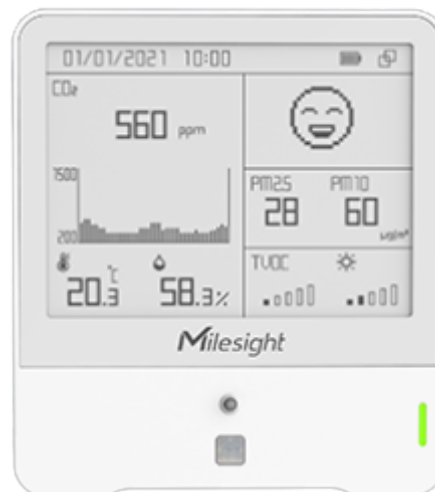 01/01/2021 10:00
CO₂
560 ppm
1500
200
20.3 ℃
58.3%
PM2.5 PM10
28 60
μg/m³
TVOC
Milesight